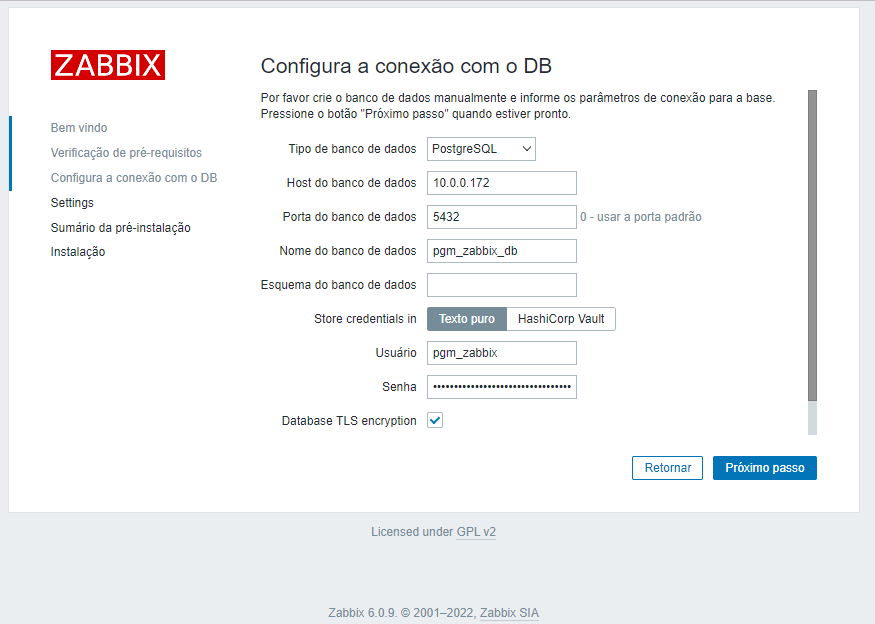 ZABBIX
Bem vindo
Verificação de pré-requisitos
Configura a conexão com o DB
Settings
Sumário da pré-instalação
Instalação
Configura a conexão com o DB
Por favor crie o banco de dados manualmente e informe os parâmetros de conexão para a base.
Pressione o botão "Próximo passo" quando estiver pronto.
Tipo de banco de dados PostgreSQL
Host do banco de dados 10.0.0.172
Porta do banco de dados 5432 0 - usar a porta padrão
Nome do banco de dados pgm_zabbix_db
Esquema do banco de dados
Store credentials in Texto puro HashiCorp Vault
Usuário pgm_zabbix
Senha ••••••••••••••••••••••••••••••••
Database TLS encryption
Retornar Próximo passo
Licensed under GPL v2
Zabbix 6.0.9. © 2001–2022, Zabbix SIA